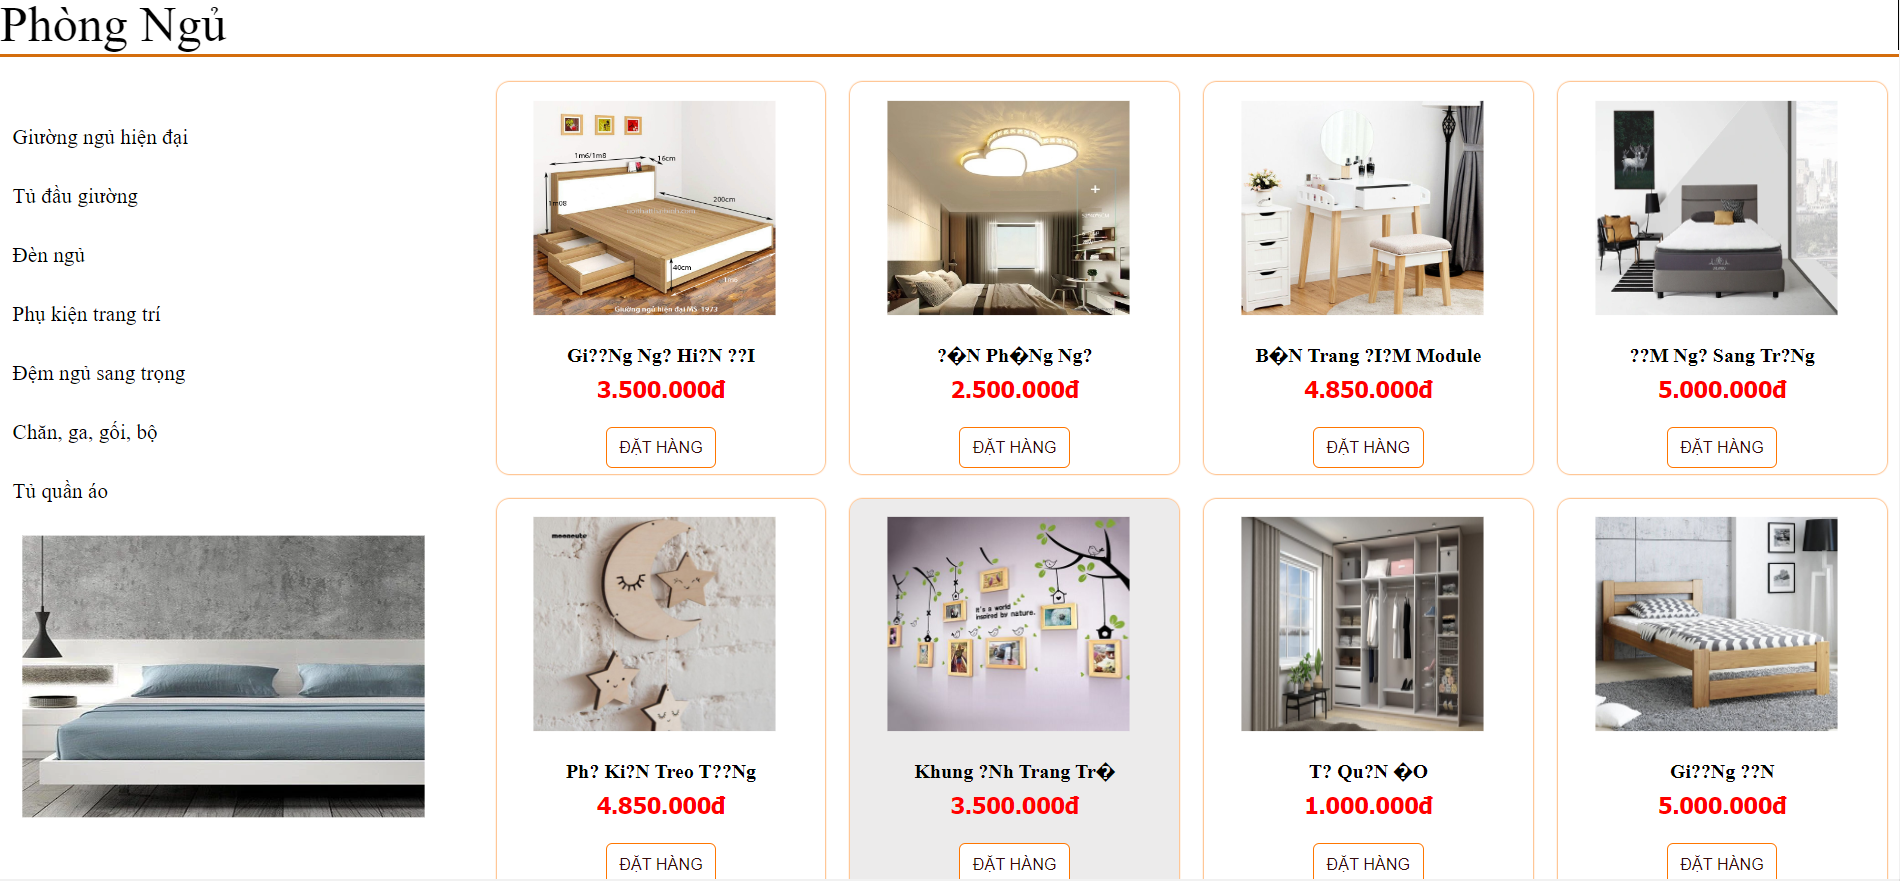 Phòng Ngủ
Giường ngủ hiện đại
Tủ đầu giường
Đèn ngủ
Phụ kiện trang trí
Đệm ngủ sang trọng
Chăn, ga, gối, bộ
Tủ quần áo
1m6/1m8
16cm
200cm
1m08
40cm
Giường ngủ hiện đại MS 1973
Gi??Ng Ng? Hi?N ??I
3.500.000đ
ĐẶT HÀNG
?�N Ph�Ng Ng?
2.500.000đ
ĐẶT HÀNG
B�N Trang ?I?M Module
4.850.000đ
ĐẶT HÀNG
??M Ng? Sang Tr?Ng
5.000.000đ
ĐẶT HÀNG
Ph? Ki?N Treo T??Ng
4.850.000đ
ĐẶT HÀNG
It's a world
inspired by nature.
Khung ?Nh Trang Tr�
3.500.000đ
ĐẶT HÀNG
T? Qu?N �O
1.000.000đ
ĐẶT HÀNG
Gi??Ng ??N
5.000.000đ
ĐẶT HÀNG